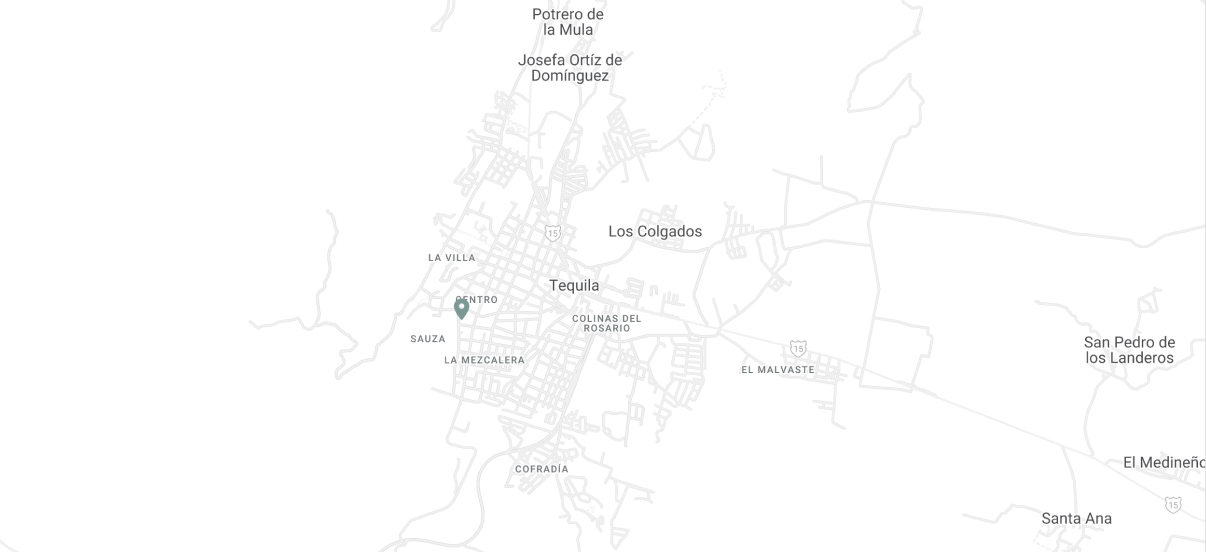 Potrero de
la Mula
Josefa Ortíz de
Domínguez
15
Los Colgados
LA VILLA
Tequila
CENTRO
COLINAS DEL
ROSARIO
SAUZA
15
San Pedro de
los Landeros
LA MEZCALERA
EL MALVASTE
El Medineño
COFRADÍA
15
Santa Ana